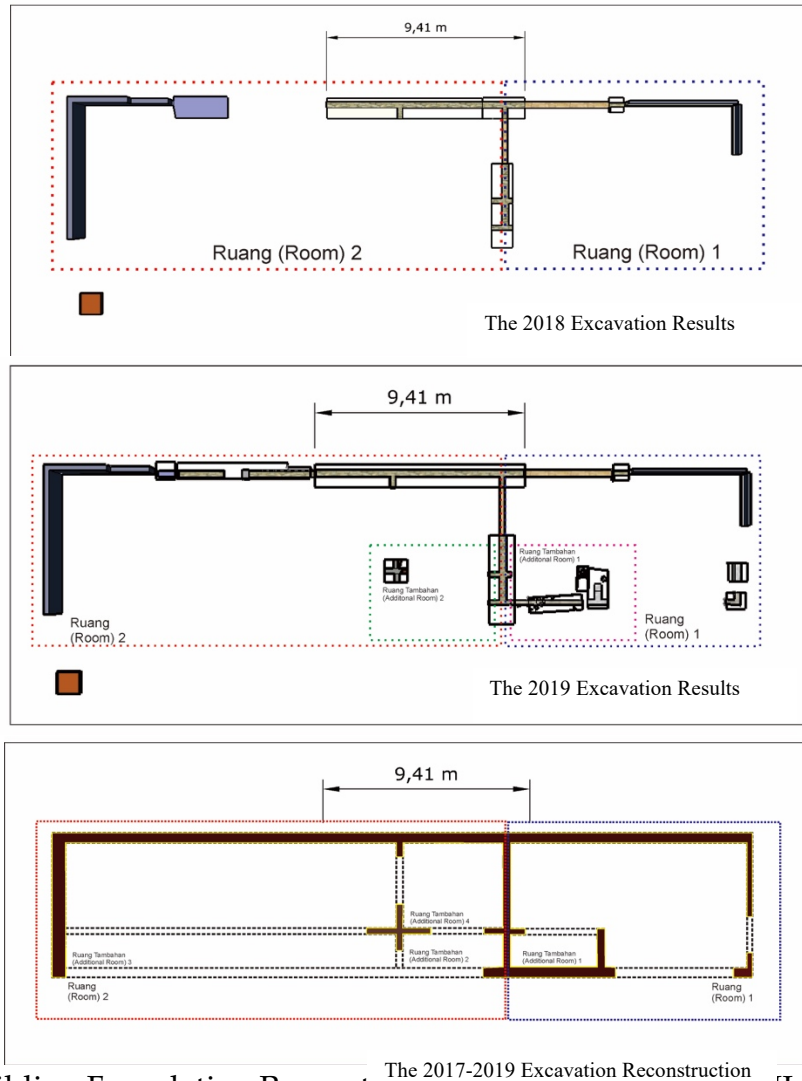 9,41 m
Ruang (Room) 2
Ruang (Room) 1
The 2018 Excavation Results
9,41 m
Ruang Tambahan
(Additional Room) 1
Ruang Tambahan
(Additional Room) 2
Ruang
(Room) 2
Ruang
(Room) 1
The 2019 Excavation Results
9,41 m
Ruang Tambahan
(Additional Room) 4
Ruang Tambahan
(Additional Room) 3
Ruang Tambahan
(Additional Room) 2
Ruang Tambahan
(Additional Room) 1
Ruang
(Room) 2
Ruang
(Room) 1
The 2017-2019 Excavation Reconstruction